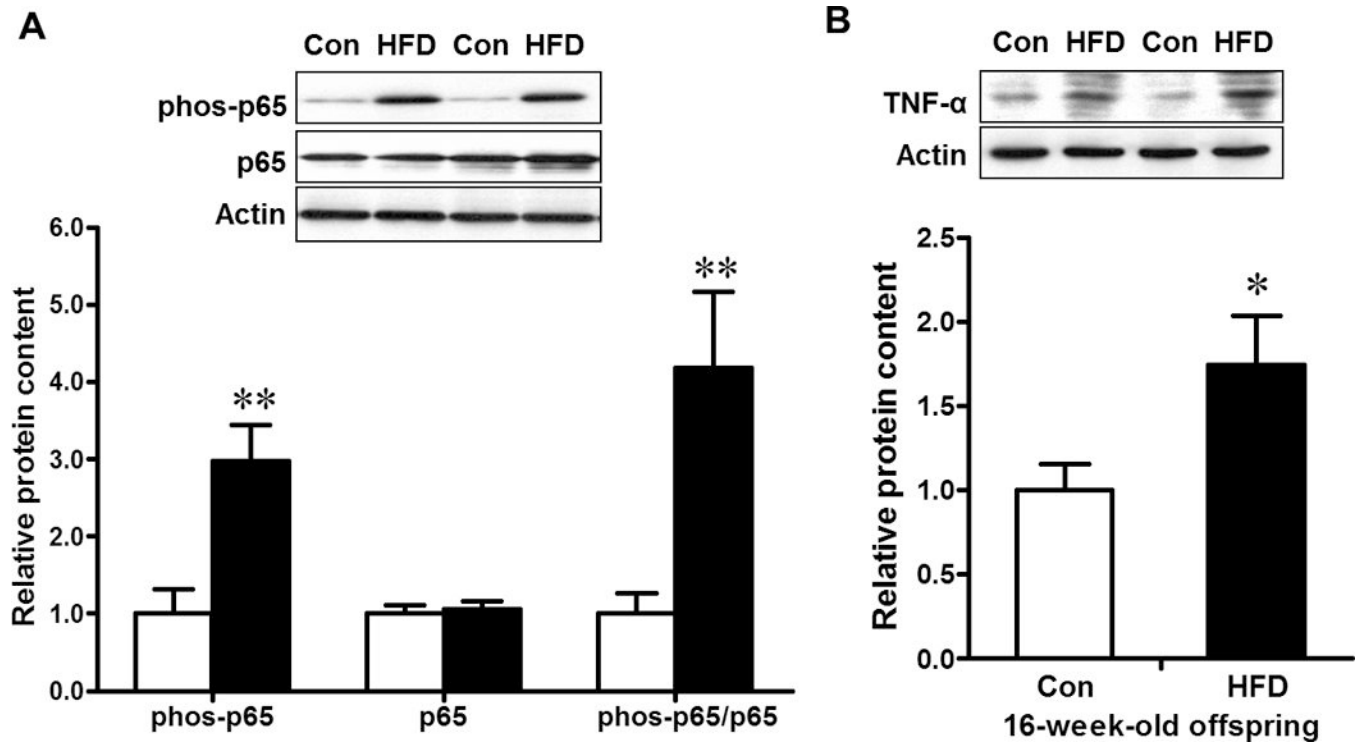 A
Con HFD Con HFD
phos-p65
p65
Actin
6.0
5.0
4.0
3.0
2.0
1.0
0.0
Relative protein content
**
**
phos-p65 p65 phos-p65/p65
B
Con HFD Con HFD
TNF-α
Actin
2.5
2.0
1.5
1.0
0.5
0.0
Relative protein content
*
Con HFD
16-week-old offspring